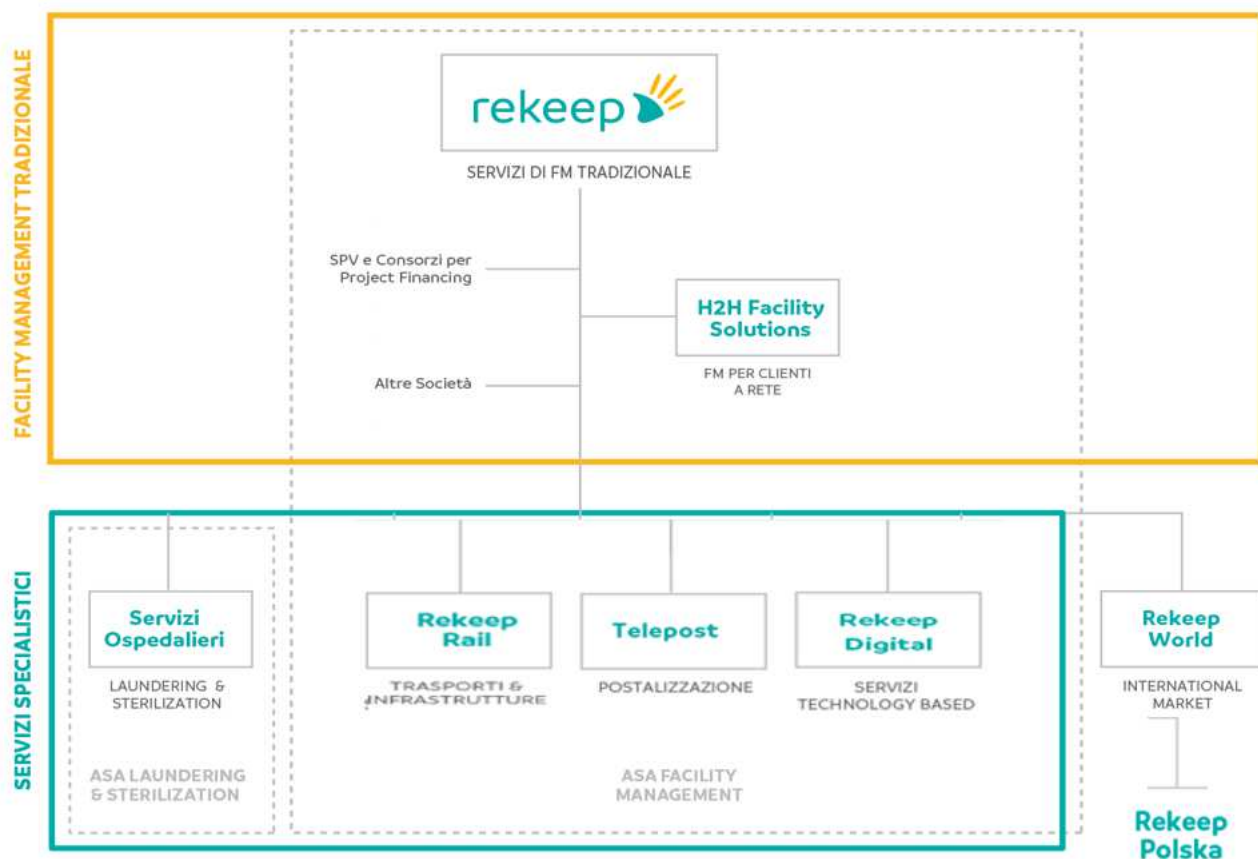 FACILITY MANAGEMENT TRADIZIONALE
rekeep
SERVIZI DI FM TRADIZIONALE
SPV e Consorzi per
Project Financing
H2H Facility
Solutions
FM PER CLIENTI
A RETE
Altre Società
SERVIZI SPECIALISTICI
Servizi
Ospedalieri
LAUNDERING &
STERILIZATION
ASA LAUNDERING
& STERILIZATION
Rekeep
Rail
TRASPORTI &
INFRASTRUTTURE
Telepost
POSTALIZZAZIONE
Rekeep
Digital
SERVIZI
TECHNOLOGY BASED
ASA FACILITY
MANAGEMENT
Rekeep
World
INTERNATIONAL
MARKET
Rekeep
Polska